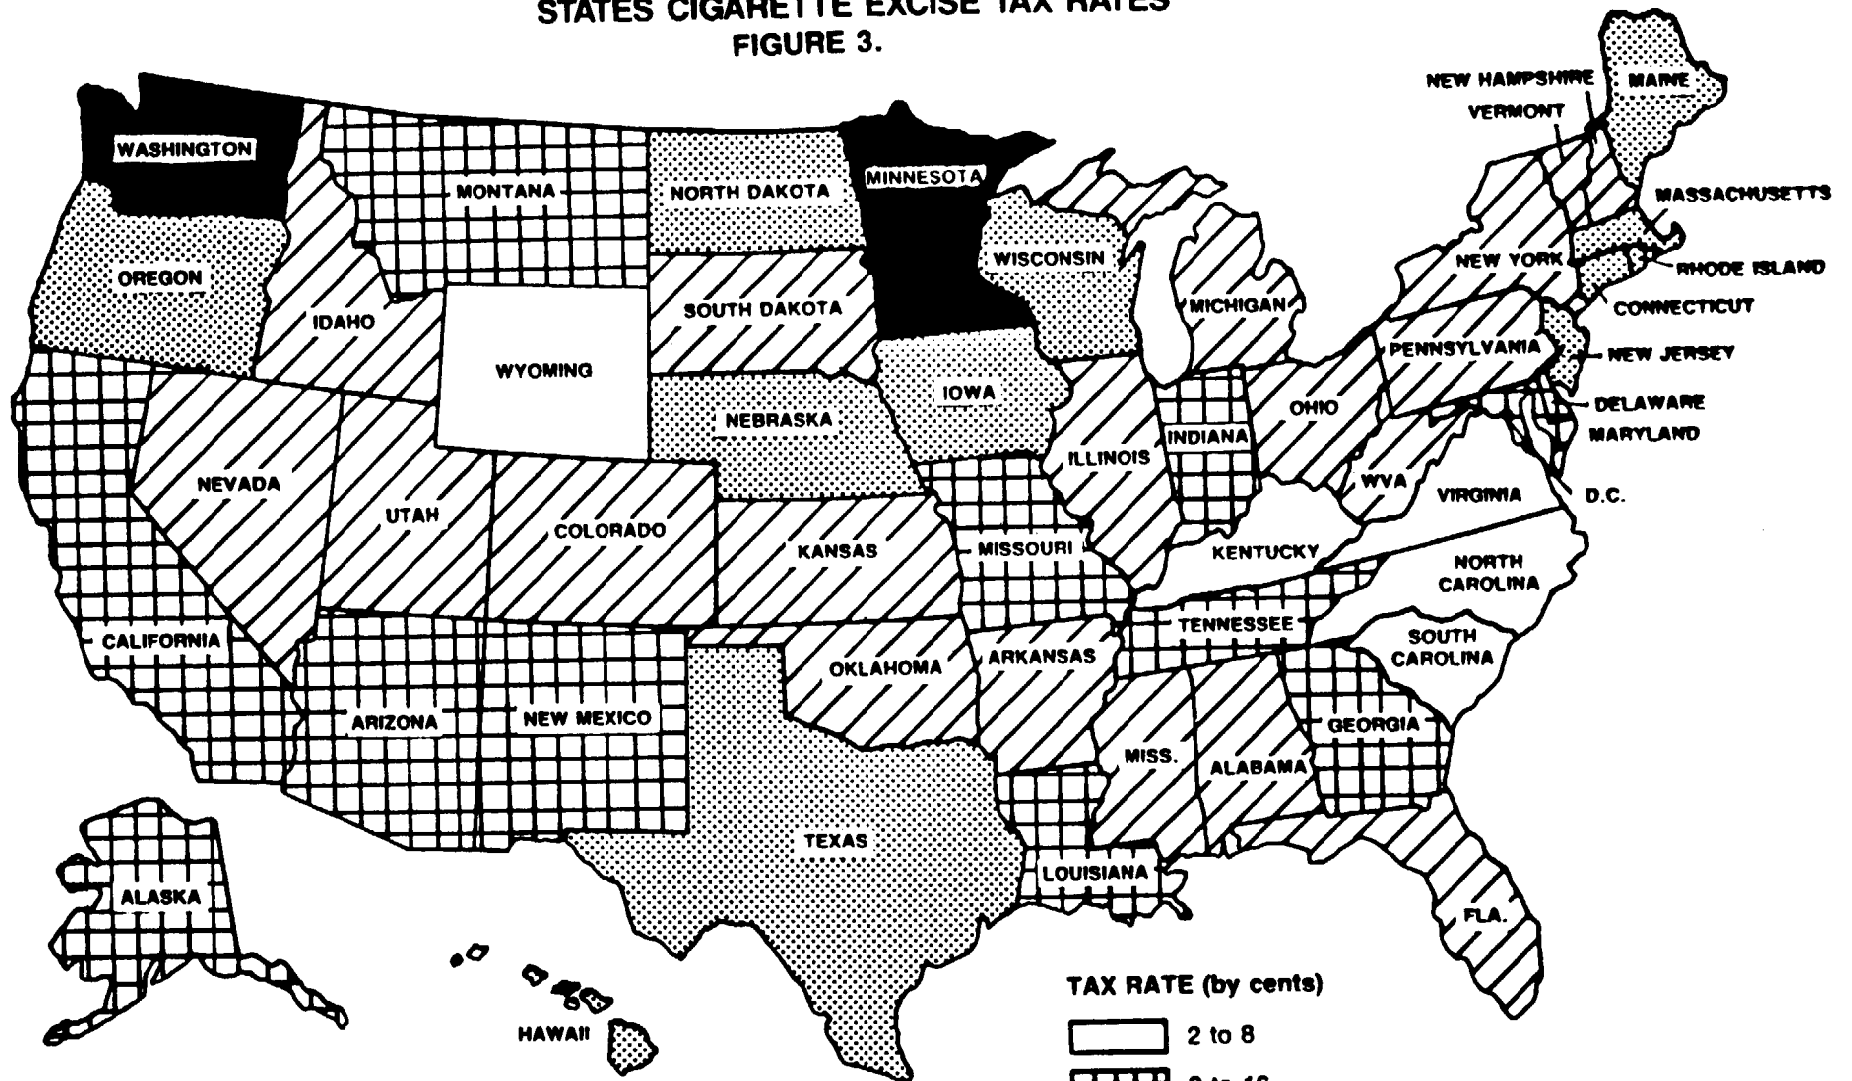 STATES CIGARETTE EXCISE TAX RATES
FIGURE 3.
NEW HAMPSHIRE
MAINE
VERMONT
WASHINGTON
MONTANA
NORTH DAKOTA
MINNESOTA
MASSACHUSETTS
OREGON
WISCONSIN
NEW YORK
RHODE ISLAND
IDAHO
SOUTH DAKOTA
MICHIGAN
CONNECTICUT
WYOMING
PENNSYLVANIA
NEW JERSEY
IOWA
NEBRASKA
OHIO
DELAWARE
INDIANA
MARYLAND
NEVADA
ILLINOIS
WVA
VIRGINIA
D.C.
UTAH
COLORADO
KANSAS
MISSOURI
KENTUCKY
NORTH
CAROLINA
CALIFORNIA
TENNESSEE
SOUTH
CAROLINA
OKLAHOMA
ARKANSAS
ARIZONA
NEW MEXICO
GEORGIA
MISS.
ALABAMA
TEXAS
LOUISIANA
ALASKA
FLA.
HAWAII
TAX RATE (by cents)
2 to 8